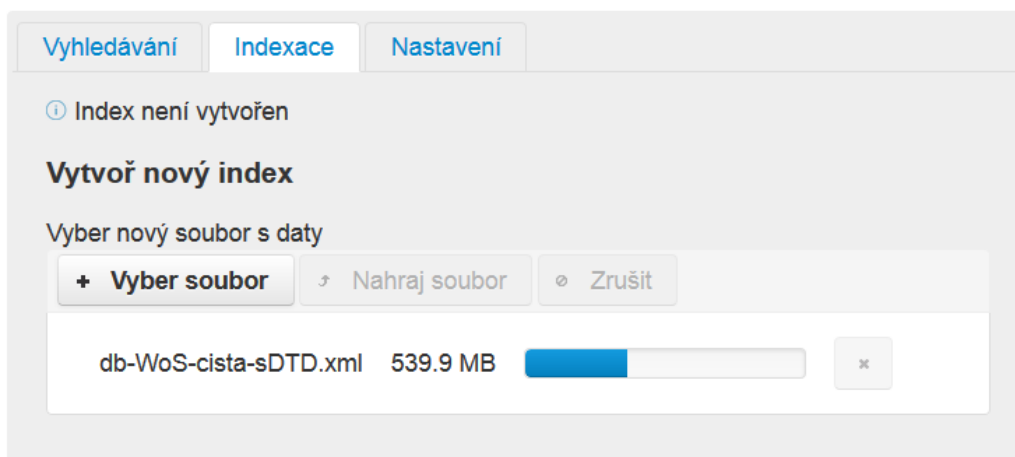 Vyhledávání Indexace Nastavení
Index není vytvořen
Vytvoř nový index
Vyber nový soubor s daty
Vyber soubor Nahraj soubor Zrušit
db-WoS-cista-sDTD.xml 539.9 MB